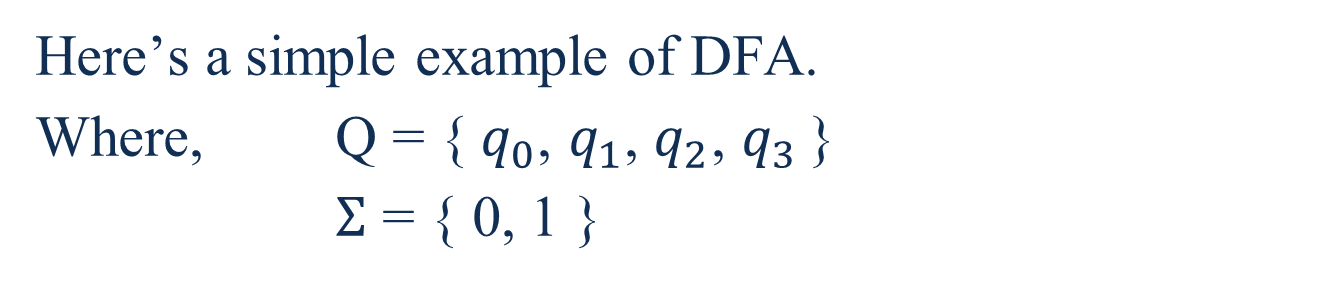 Here’s a simple example of DFA.
Where, Q = { 𝑞₀, 𝑞₁, 𝑞₂, 𝑞₃ }
Σ = { 0, 1 }